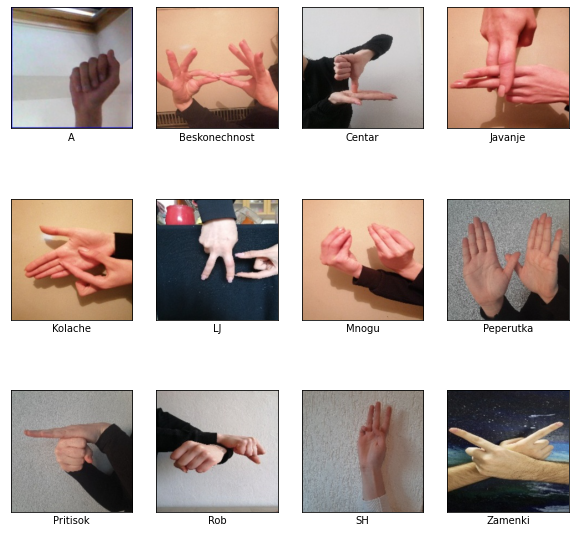 A
Beskonechnost
Centar
Javanje
Kolache
LJ
Mnogu
Peperutka
Pritisok
Rob
SH
Zamenki